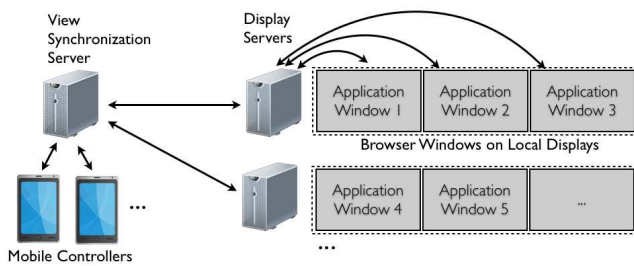 View
Synchronization
Server
Display
Servers
Application
Window 1
Application
Window 2
Application
Window 3
Browser Windows on Local Displays
Application
Window 4
Application
Window 5
...
...
...
Mobile Controllers